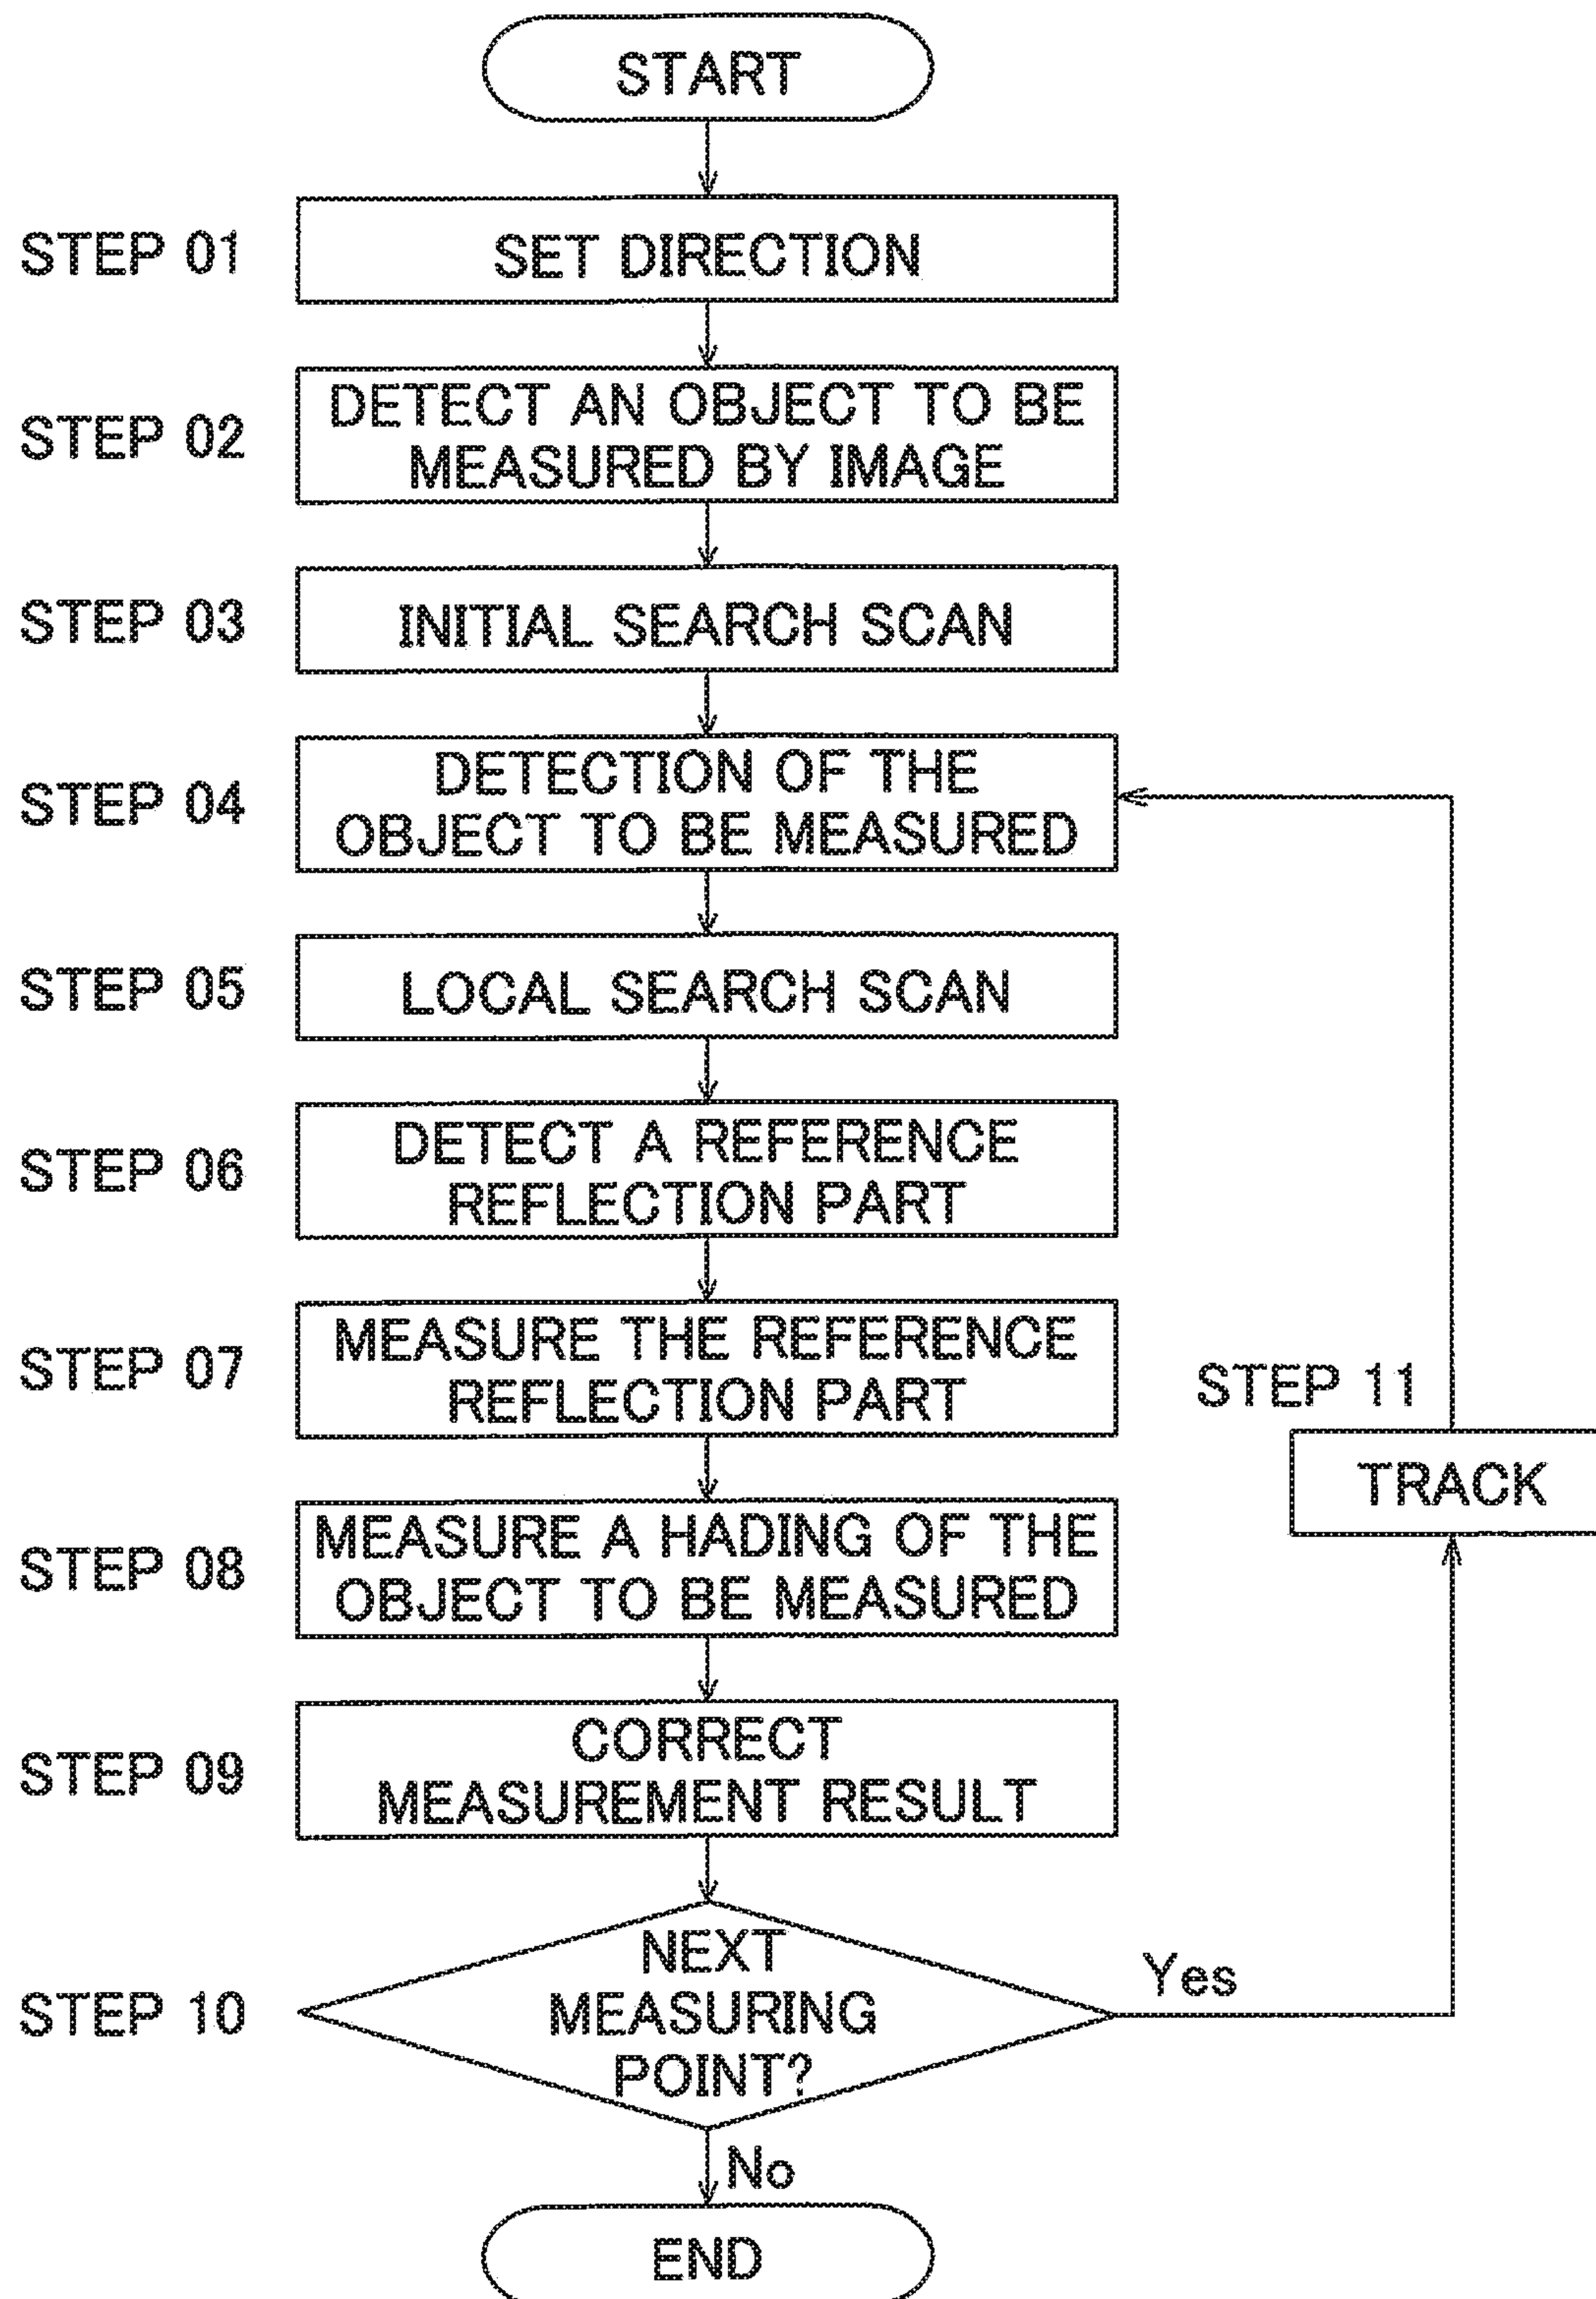 START
STEP 01
SET DIRECTION
STEP 02
DETECT AN OBJECT TO BE
MEASURED BY IMAGE
STEP 03
INITIAL SEARCH SCAN
STEP 04
DETECTION OF THE
OBJECT TO BE MEASURED
STEP 05
LOCAL SEARCH SCAN
STEP 06
DETECT A REFERENCE
REFLECTION PART
STEP 07
MEASURE THE REFERENCE
REFLECTION PART
STEP 11
TRACK
STEP 08
MEASURE A HADING OF THE
OBJECT TO BE MEASURED
STEP 09
CORRECT
MEASUREMENT RESULT
STEP 10
NEXT
MEASURING
POINT?
Yes
No
END